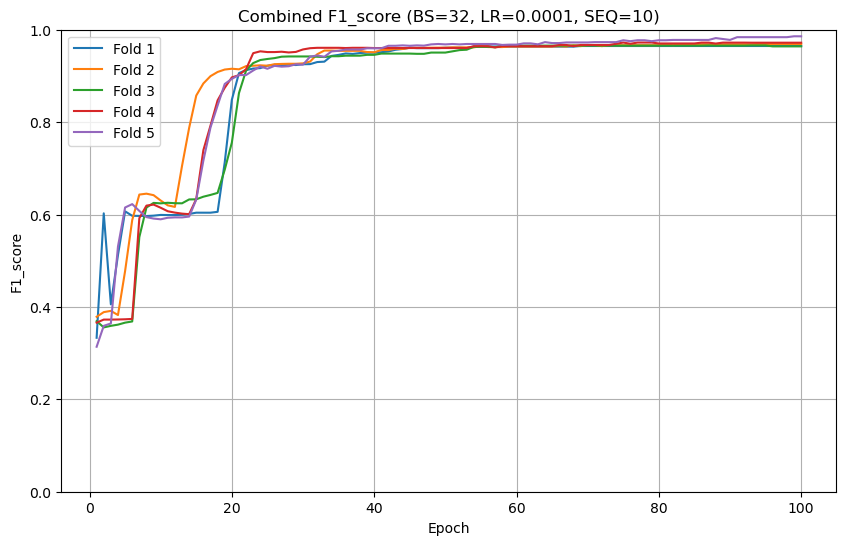 Combined F1_score (BS=32, LR=0.0001, SEQ=10)
Fold 1
Fold 2
Fold 3
Fold 4
Fold 5
F1_score
1.0
0.8
0.6
0.4
0.2
0.0
0 20 40 60 80 100
Epoch